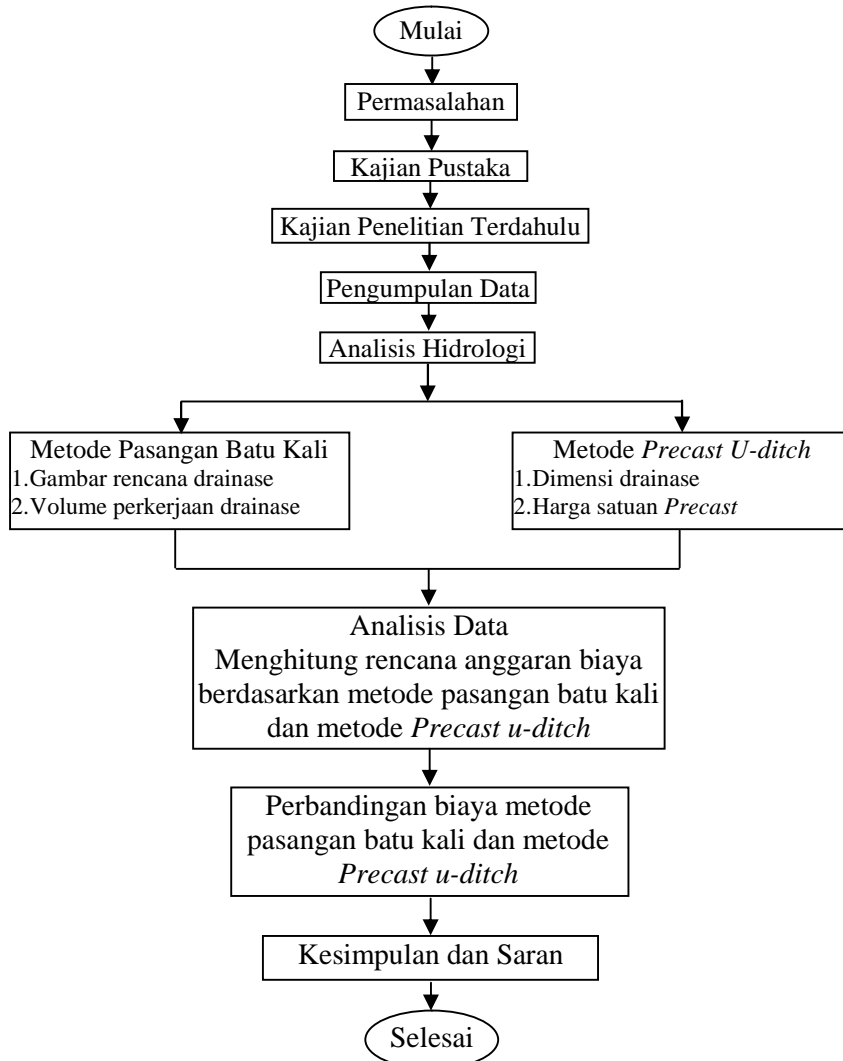 Mulai
Permasalahan
Kajian Pustaka
Kajian Penelitian Terdahulu
Pengumpulan Data
Analisis Hidrologi
Metode Pasangan Batu Kali
1.Gambar rencana drainase
2.Volume perkerjaan drainase
Metode Precast U-ditch
1.Dimensi drainase
2.Harga satuan Precast
Analisis Data
Menghitung rencana anggaran biaya
berdasarkan metode pasangan batu kali
dan metode Precast u-ditch
Perbandingan biaya metode
pasangan batu kali dan metode
Precast u-ditch
Kesimpulan dan Saran
Selesai